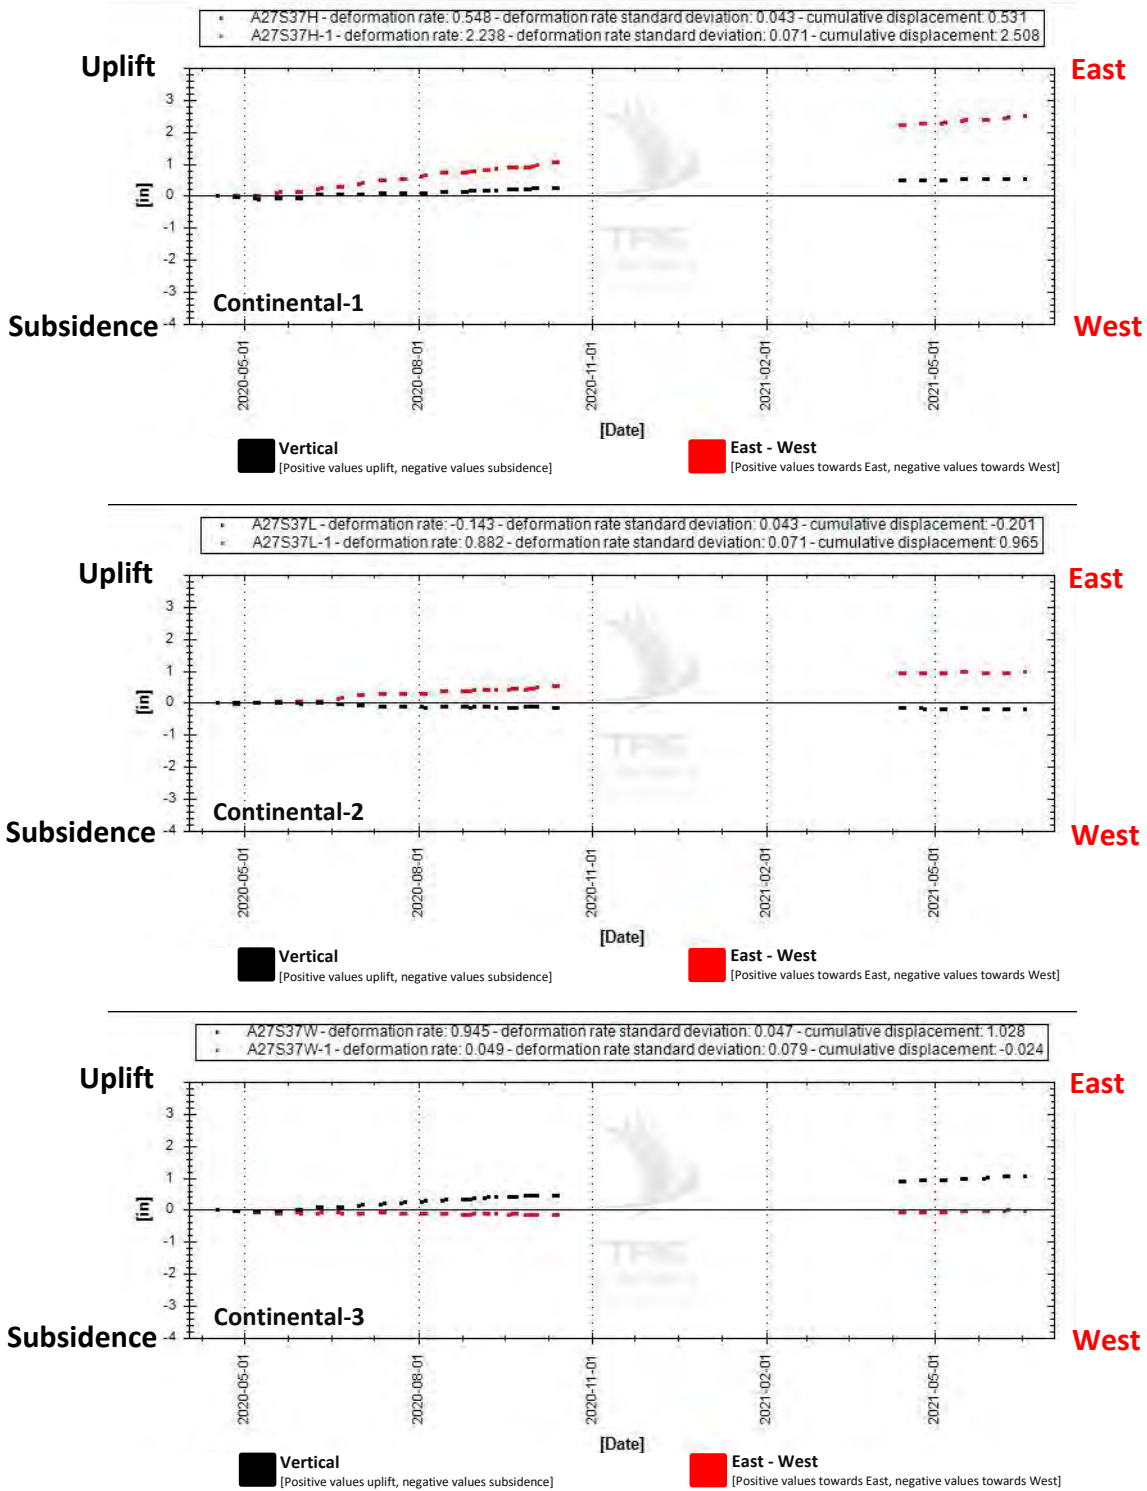 A27S37H - deformation rate: 0.548 - deformation rate standard deviation: 0.043 - cumulative displacement: 0.531
A27S37H-1 - deformation rate: 2.238 - deformation rate standard deviation: 0.071 - cumulative displacement: 2.508
Uplift
East
3
2
1
0
-1
-2
-3
-4
[in]
Continental-1
Subsidence
West
2020-05-01
2020-08-01
2020-11-01
2021-02-01
2021-05-01
[Date]
TRE
Vertical
[Positive values uplift, negative values subsidence]
East - West
[Positive values towards East, negative values towards West]
A27S37L - deformation rate: -0.143 - deformation rate standard deviation: 0.043 - cumulative displacement: -0.201
A27S37L-1 - deformation rate: 0.882 - deformation rate standard deviation: 0.071 - cumulative displacement: 0.965
Uplift
East
3
2
1
0
-1
-2
-3
-4
[in]
Continental-2
Subsidence
West
2020-05-01
2020-08-01
2020-11-01
2021-02-01
2021-05-01
[Date]
TRE
Vertical
[Positive values uplift, negative values subsidence]
East - West
[Positive values towards East, negative values towards West]
A27S37W - deformation rate: 0.945 - deformation rate standard deviation: 0.047 - cumulative displacement: 1.028
A27S37W-1 - deformation rate: 0.049 - deformation rate standard deviation: 0.079 - cumulative displacement: -0.024
Uplift
East
3
2
1
0
-1
-2
-3
-4
[in]
Continental-3
Subsidence
West
2020-05-01
2020-08-01
2020-11-01
2021-02-01
2021-05-01
[Date]
TRE
Vertical
[Positive values uplift, negative values subsidence]
East - West
[Positive values towards East, negative values towards West]